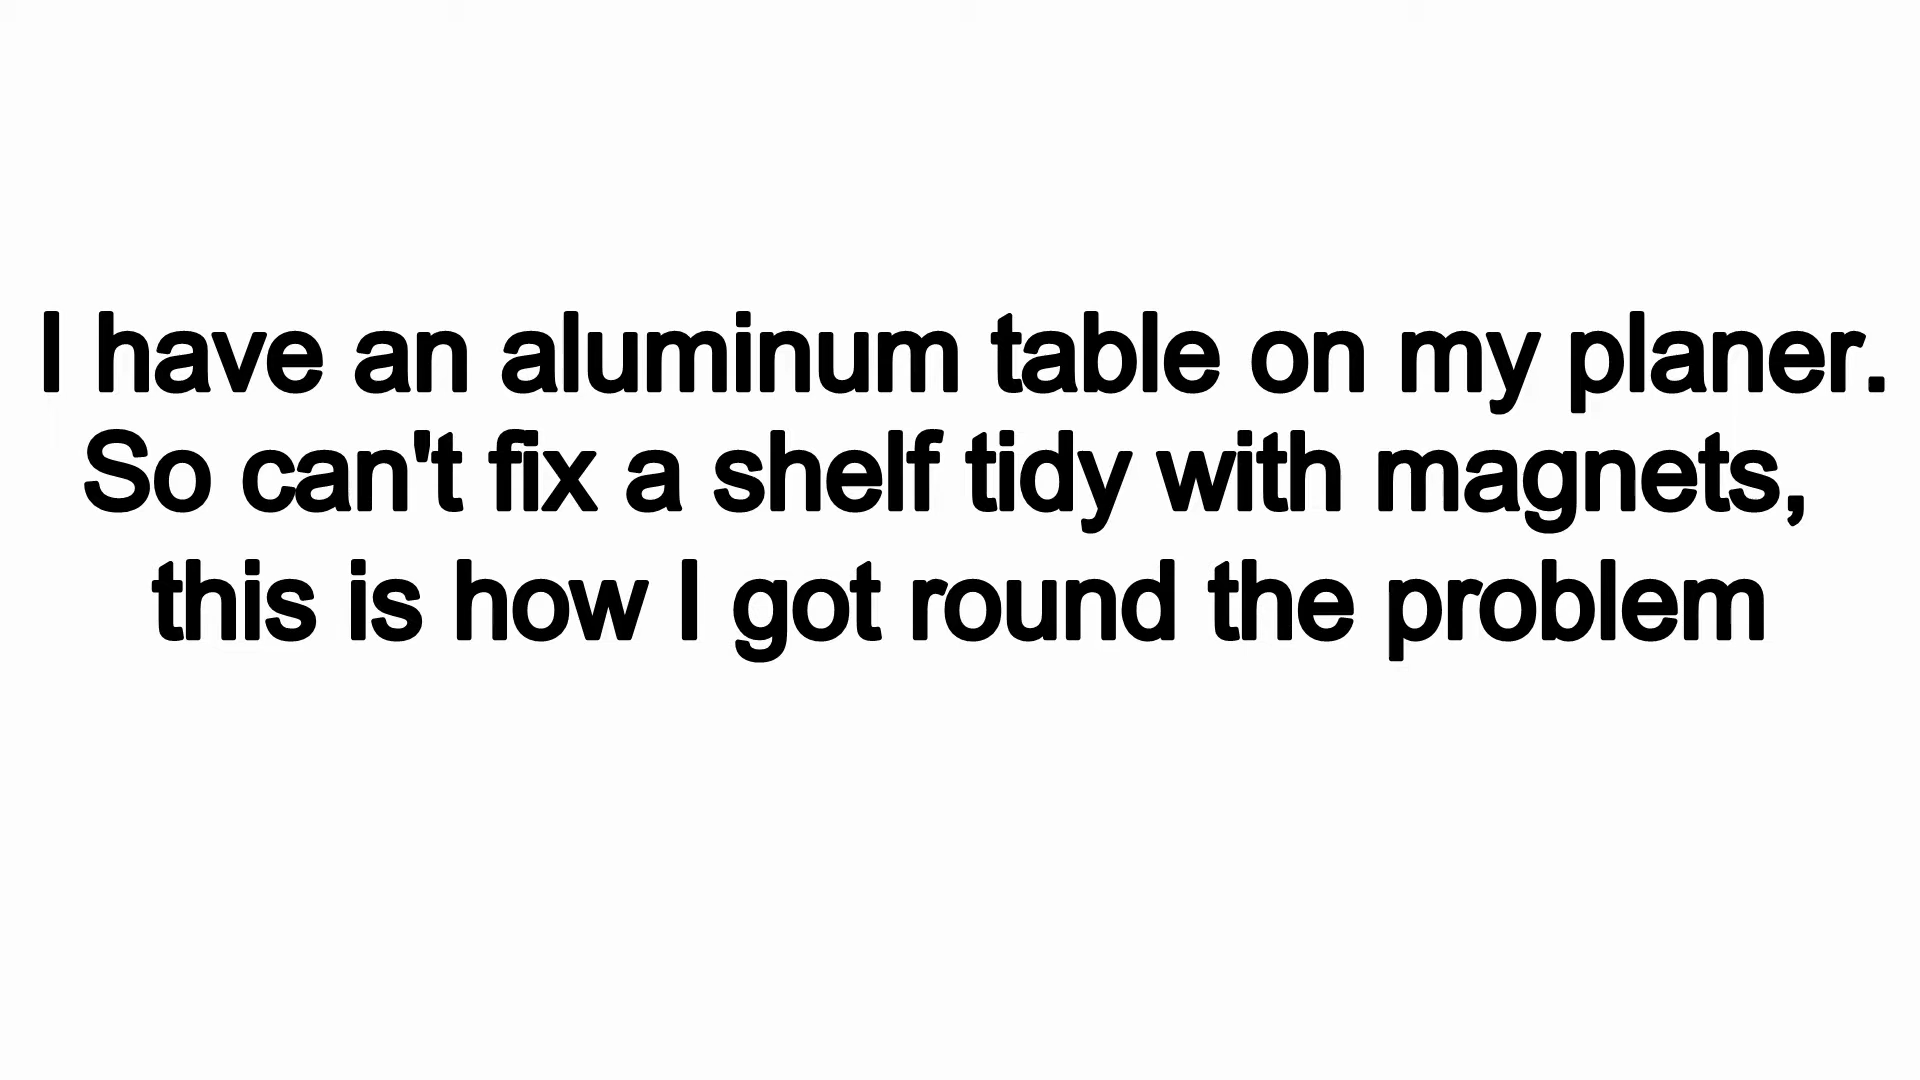 I have an aluminum table on my planer.
So can't fix a shelf tidy with magnets,
this is how I got round the problem